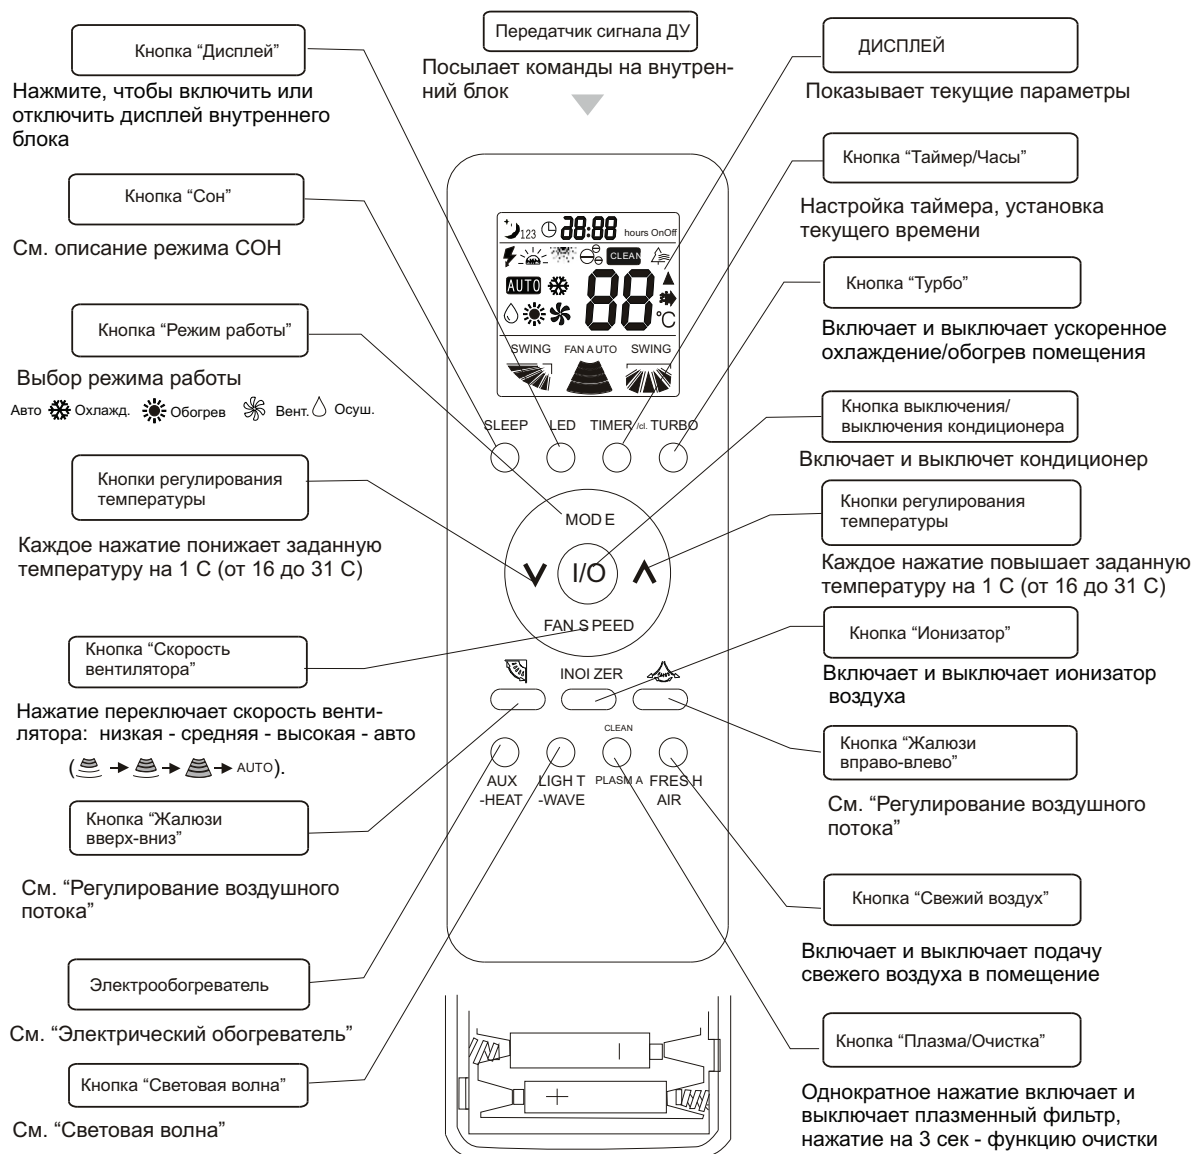 Кнопка “Дисплей”
Нажмите, чтобы включить или
отключить дисплей внутреннего
блока
Кнопка “Сон”
См. описание режима СОН
Кнопка “Режим работы”
Выбор режима работы
Авто Охлажд. Обогрев Вент. Осуш.
Кнопки регулирования
температуры
Каждое нажатие понижает заданную
температуру на 1 С (от 16 до 31 С)
Кнопка “Скорость
вентилятора”
Нажатие переключает скорость венти-
лятора: низкая - средняя - высокая - авто
( AUTO).
Кнопка “Жалюзи
вверх-вниз”
См. “Регулирование воздушного
потока”
Электрообогреватель
См. “Электрический обогреватель”
Кнопка “Световая волна”
См. “Световая волна”
Передатчик сигнала ДУ
Посылает команды на внутрен-
ний блок
123 88:88 hours OnOff
CLEAN
AUTO 88 °C
SWING FAN AUTO SWING
SLEEP LED TIMER /cl. TURBO
MOD E
I/O
FAN S PEED
INOI ZER
CLEAN
AUX LIGH T PLASM A FRES H
-HEAT -WAVE AIR
ДИСПЛЕЙ
Показывает текущие параметры
Кнопка “Таймер/Часы”
Настройка таймера, установка
текущего времени
Кнопка “Турбо”
Включает и выключает ускоренное
охлаждение/обогрев помещения
Кнопка выключения/
выключения кондиционера
Включает и выключет кондиционер
Кнопки регулирования
температуры
Каждое нажатие повышает заданную
температуру на 1 С (от 16 до 31 С)
Кнопка “Ионизатор”
Включает и выключает ионизатор
воздуха
Кнопка “Жалюзи
вправо-влево”
См. “Регулирование воздушного
потока”
Кнопка “Свежий воздух”
Включает и выключает подачу
свежего воздуха в помещение
Кнопка “Плазма/Очистка”
Однократное нажатие включает и
выключает плазменный фильтр,
нажатие на 3 сек - функцию очистки